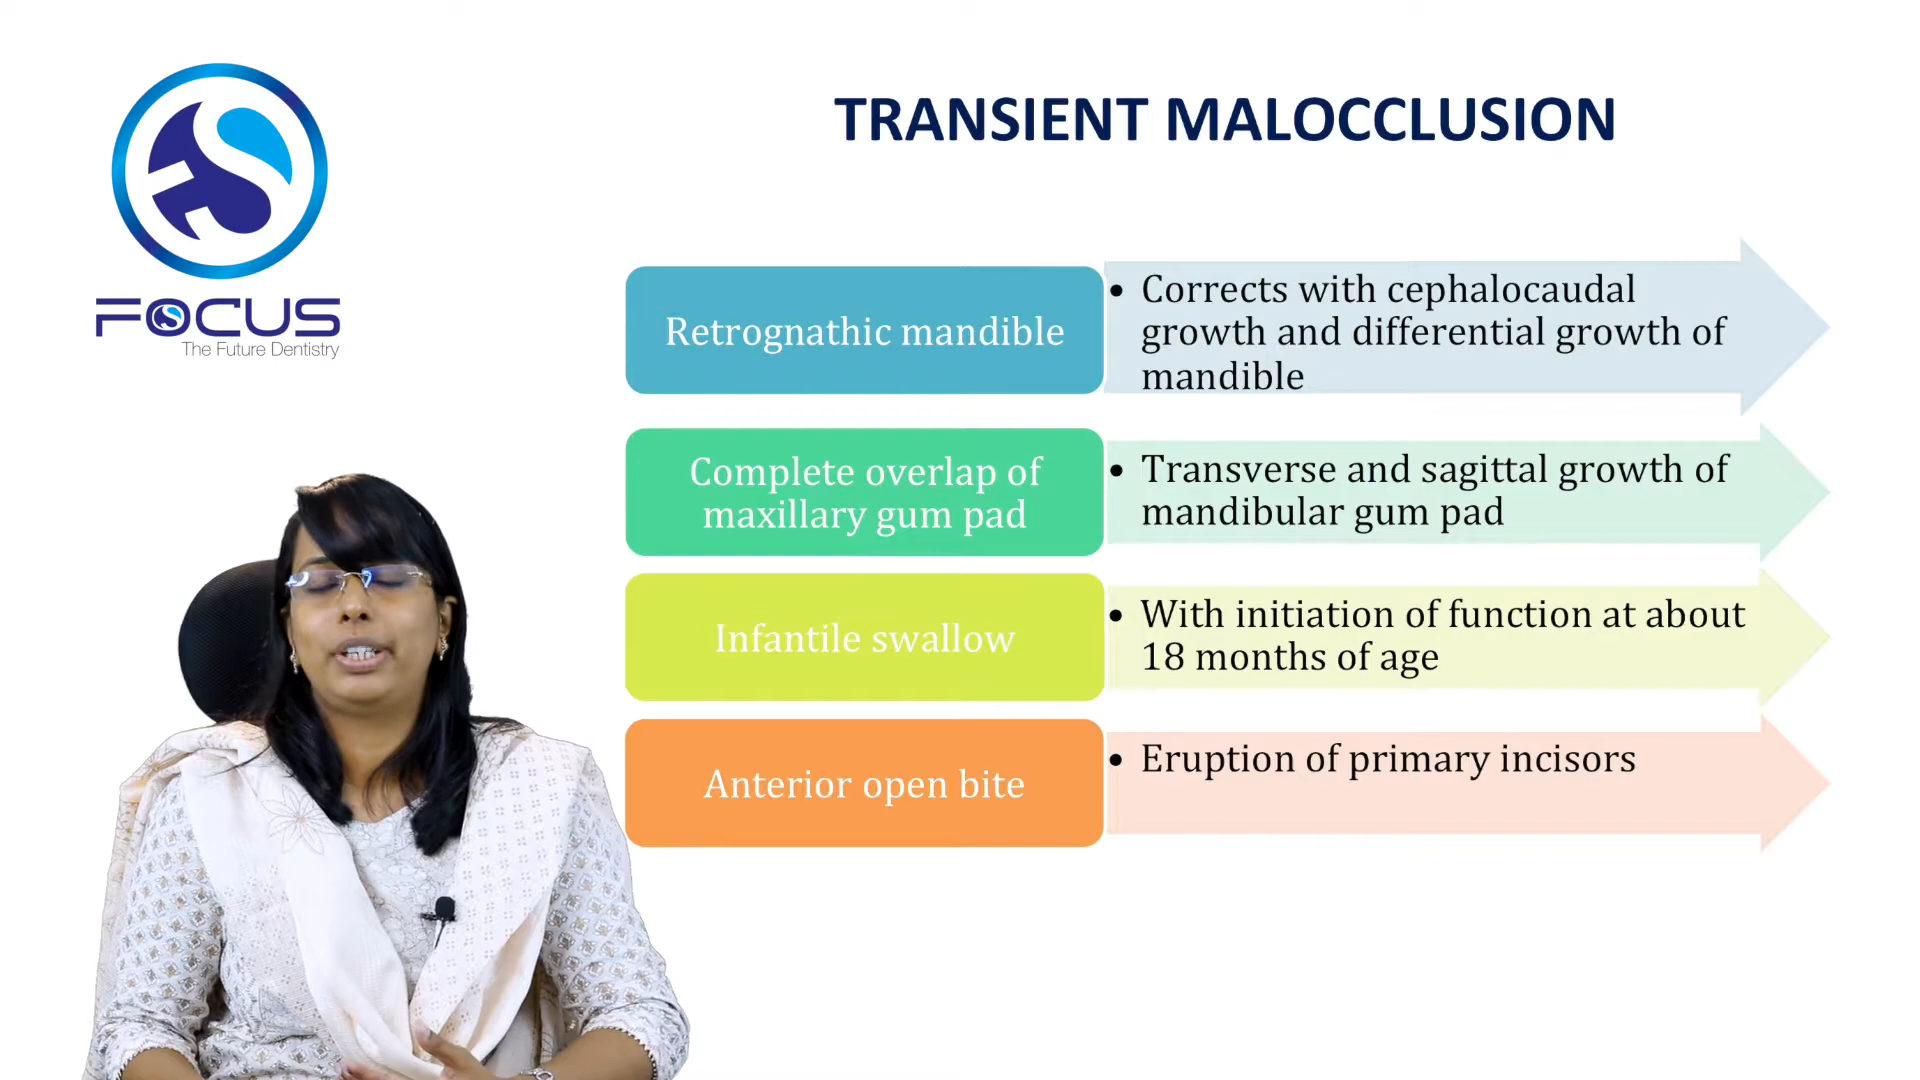 FOCUS
The Future Dentistry
TRANSIENT MALOCCLUSION
Retrognathic mandible
• Corrects with cephalocaudal
growth and differential growth of
mandible
Complete overlap of
maxillary gum pad
• Transverse and sagittal growth of
mandibular gum pad
Infantile swallow
• With initiation of function at about
18 months of age
Anterior open bite
• Eruption of primary incisors